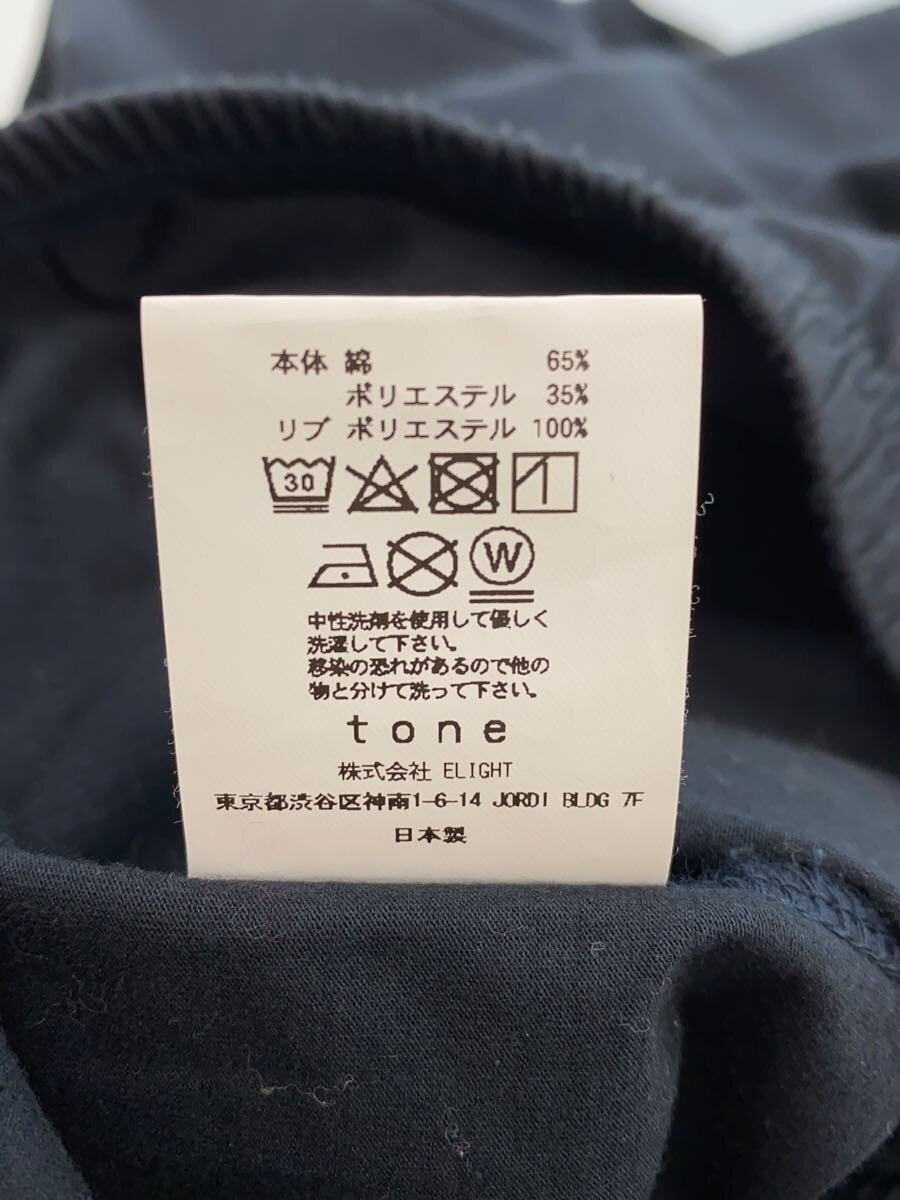 本体 綿 65%
ポリエステル 35%
リブ ポリエステル 100%
30
W
中性洗剤を使用して優しく
洗濯して下さい。
移染の恐れがあるので他の
物と分けて洗って下さい。
tone
株式会社 ELIGHT
東京都渋谷区神南1-6-14 JORDI BLDG 7F
日本製